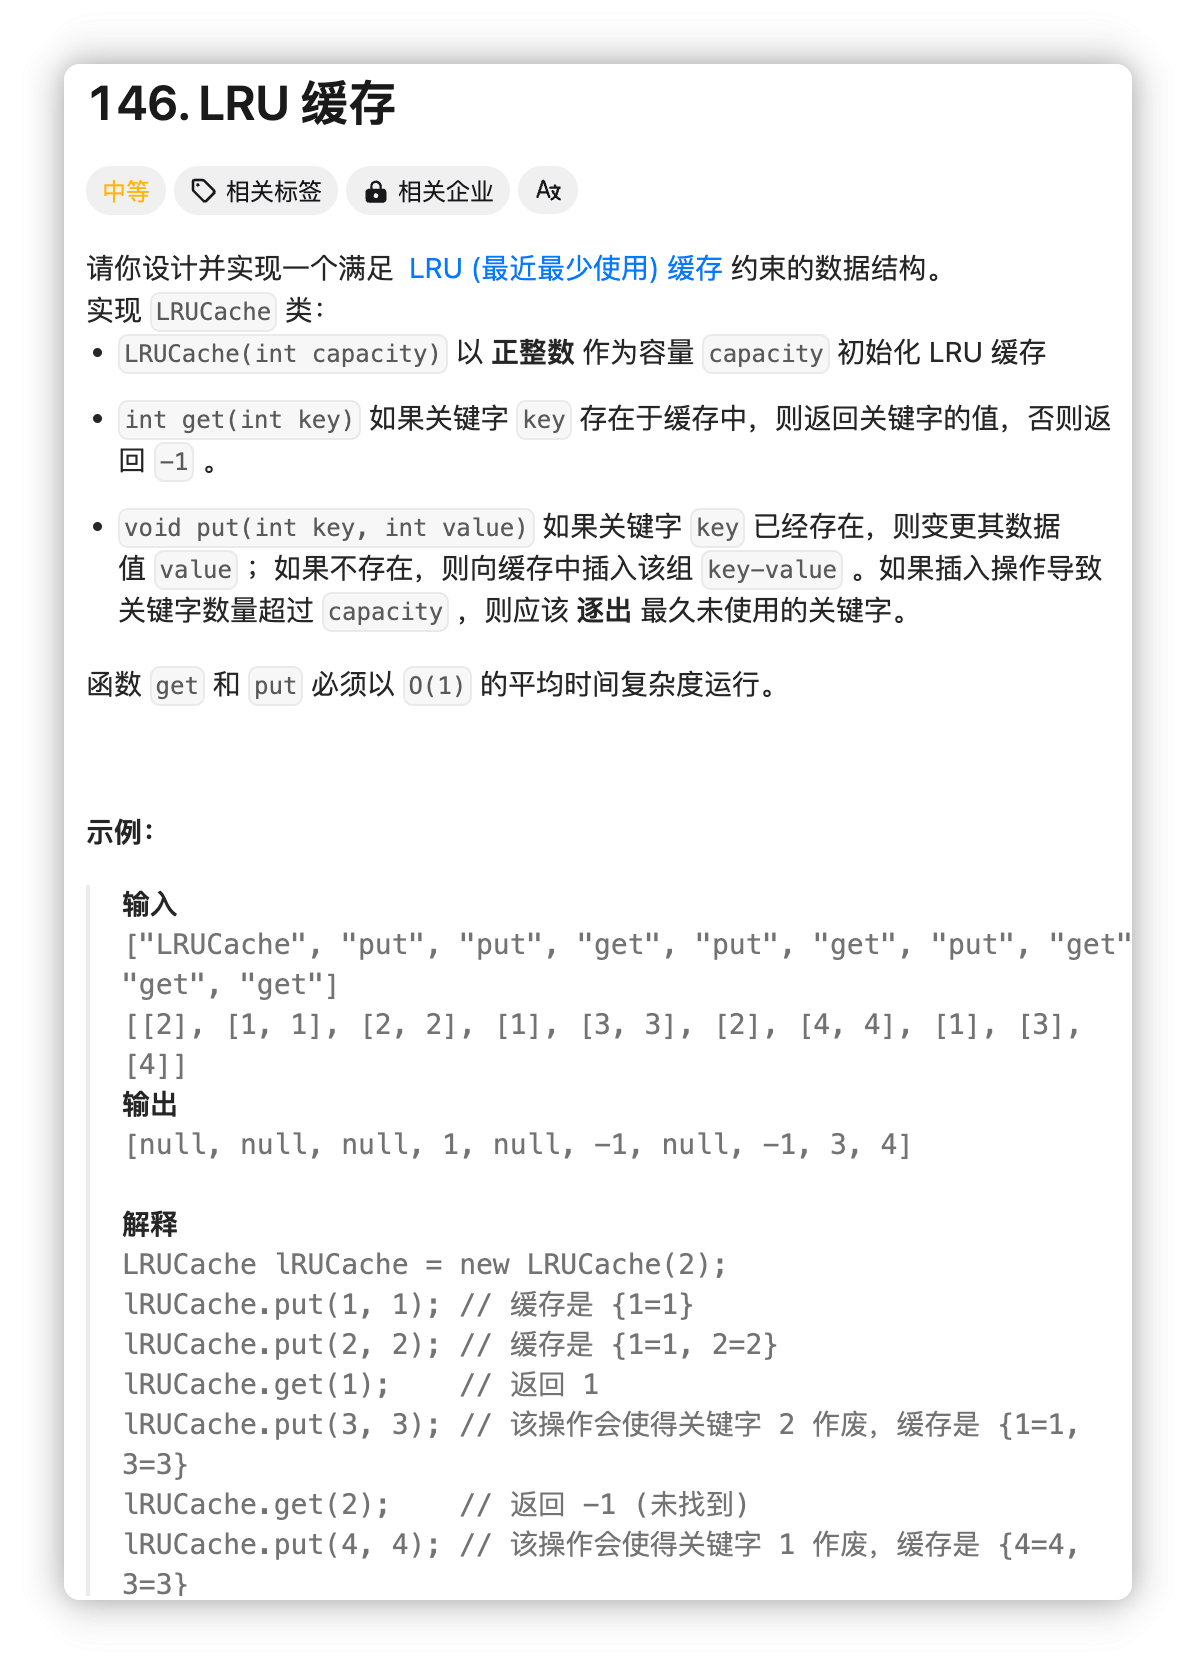 146. LRU 缓存
中等 相关标签 相关企业 A文
请你设计并实现一个满足 LRU (最近最少使用) 缓存 约束的数据结构。
实现 LRUCache 类：
• LRUCache(int capacity) 以 正整数 作为容量 capacity 初始化 LRU 缓存
• int get(int key) 如果关键字 key 存在于缓存中，则返回关键字的值，否则返
回 -1 。
• void put(int key, int value) 如果关键字 key 已经存在，则变更其数据
值 value ；如果不存在，则向缓存中插入该组 key-value 。如果插入操作导致
关键字数量超过 capacity ，则应该 逐出 最久未使用的关键字。
函数 get 和 put 必须以 O(1) 的平均时间复杂度运行。
示例：
输入
["LRUCache", "put", "put", "get", "put", "get", "put", "get"
"get", "get"]
[[2], [1, 1], [2, 2], [1], [3, 3], [2], [4, 4], [1], [3],
[4]]
输出
[null, null, null, 1, null, -1, null, -1, 3, 4]
解释
LRUCache lRUCache = new LRUCache(2);
lRUCache.put(1, 1); // 缓存是 {1=1}
lRUCache.put(2, 2); // 缓存是 {1=1, 2=2}
lRUCache.get(1);    // 返回 1
lRUCache.put(3, 3); // 该操作会使得关键字 2 作废，缓存是 {1=1,
3=3}
lRUCache.get(2);    // 返回 -1 (未找到)
lRUCache.put(4, 4); // 该操作会使得关键字 1 作废，缓存是 {4=4,
3=3}